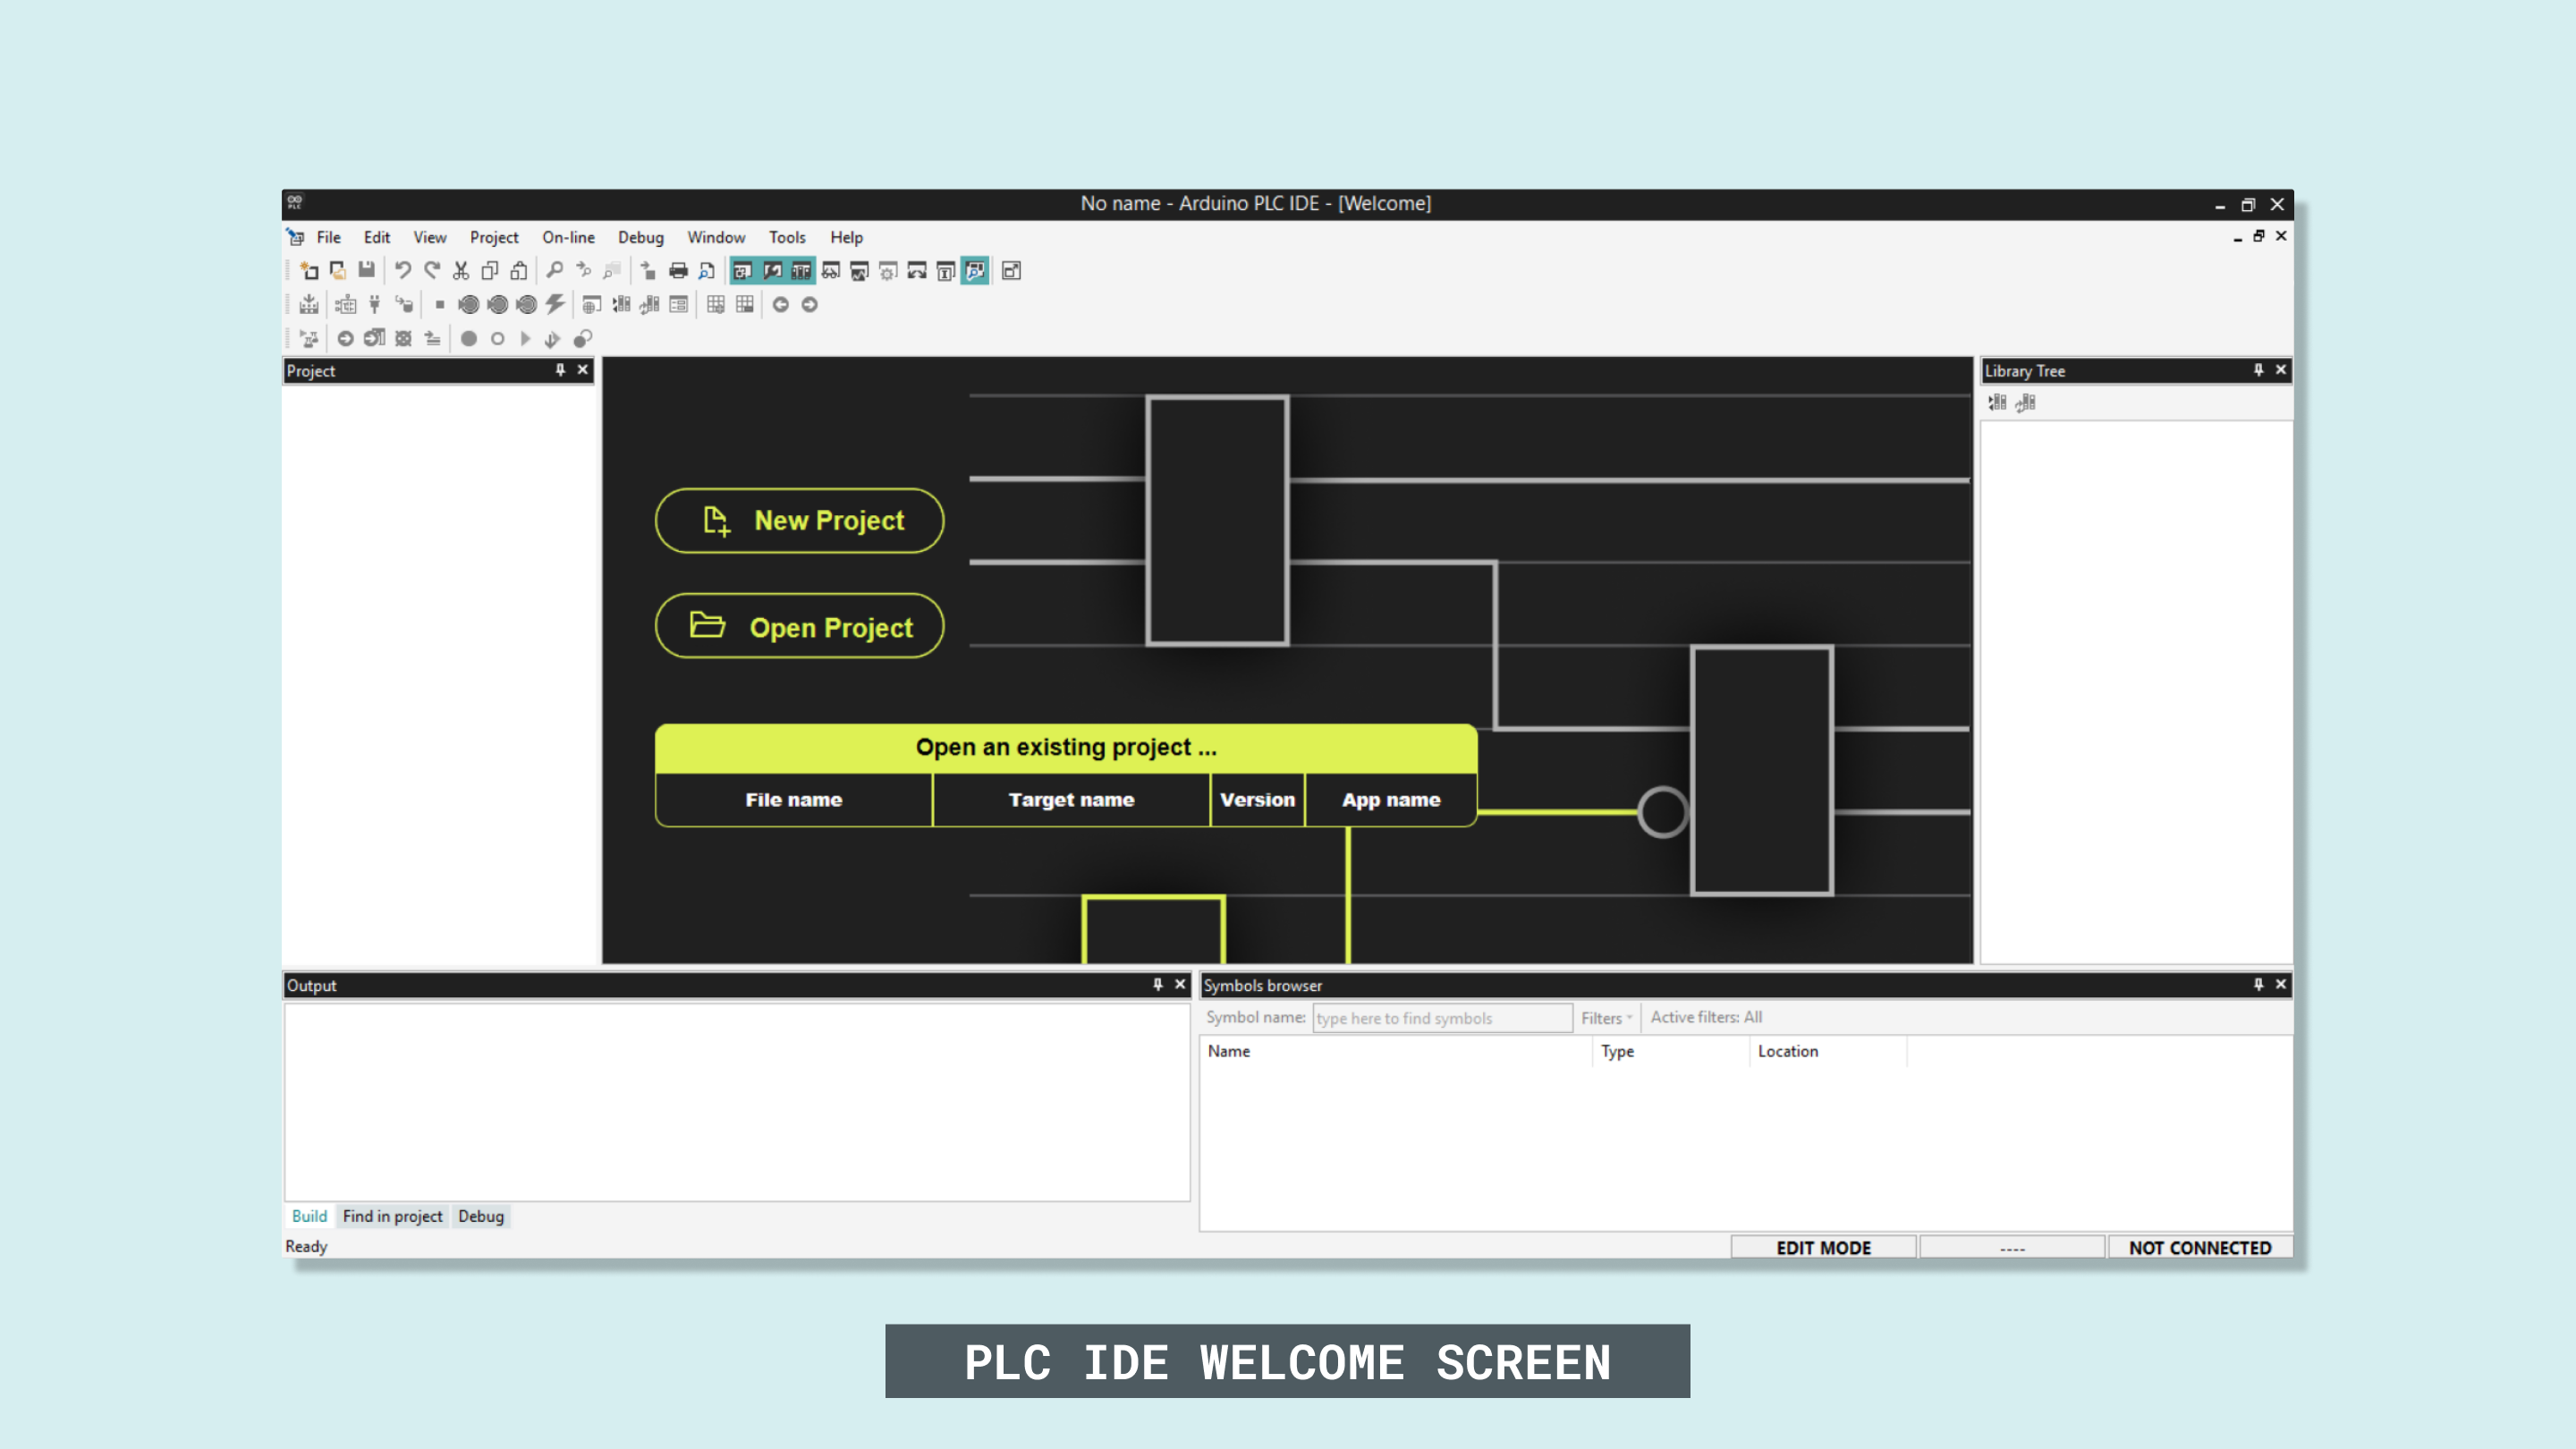 No name - Arduino PLC IDE - [Welcome]
File Edit View Project On-line Debug Window Tools Help
Project
Library Tree
New Project
Open Project
Open an existing project ...
File name Target name Version App name
Output
Symbols browser
Symbol name: type here to find symbols Filters Active filters: All
Name Type Location
Build Find in project Debug
Ready
EDIT MODE ---- NOT CONNECTED
PLC IDE WELCOME SCREEN